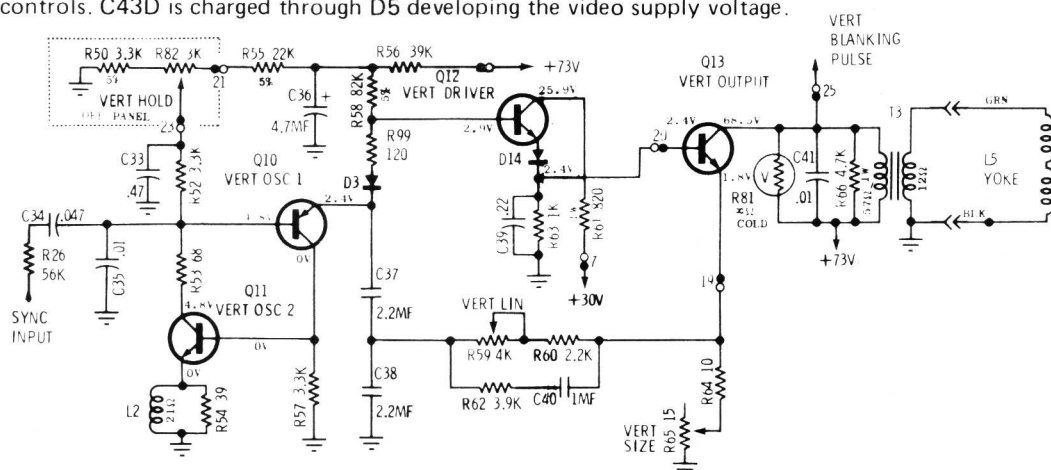 controls. C43D is charged through D5 developing the video supply voltage.
VERT
BLANKING
PULSE
R50 3.3K
R82 3K
R55 22K
R56 39K
+73V
Q12
VERT DRIVER
Q13
VERT OUTPUT
5%
5%
21
25.9V
25
C36
+
4.7MF
R58 82K
VERT HOLD
PANEL
23
2.9V
2.4V
20
68.5V
T3
GRN
C33
.47
R52 3.3K
R99
120
D14
2.4V
1.8V
V
C41
.01
R66 4.7K
1W
57Ω
12Ω
L5
YOKE
Q10
VERT OSC 1
D3
2.4V
R81
COLD
BLK
C34 .047
R26
56K
C35 .01
R53 68
0V
C39 .22
R63 1K
R61 820
17
+30V
+73V
C37
2.2MF
19
Q11
VERT OSC 2
4.8V
0V
0V
SYNC
INPUT
VERT LIN
R59 4K
R60 2.2K
R62 3.9K
C40
1MF
L2
21Ω
R54 39
R57 3.3K
C38
2.2MF
R64 10
VERT
SIZE
R65 15